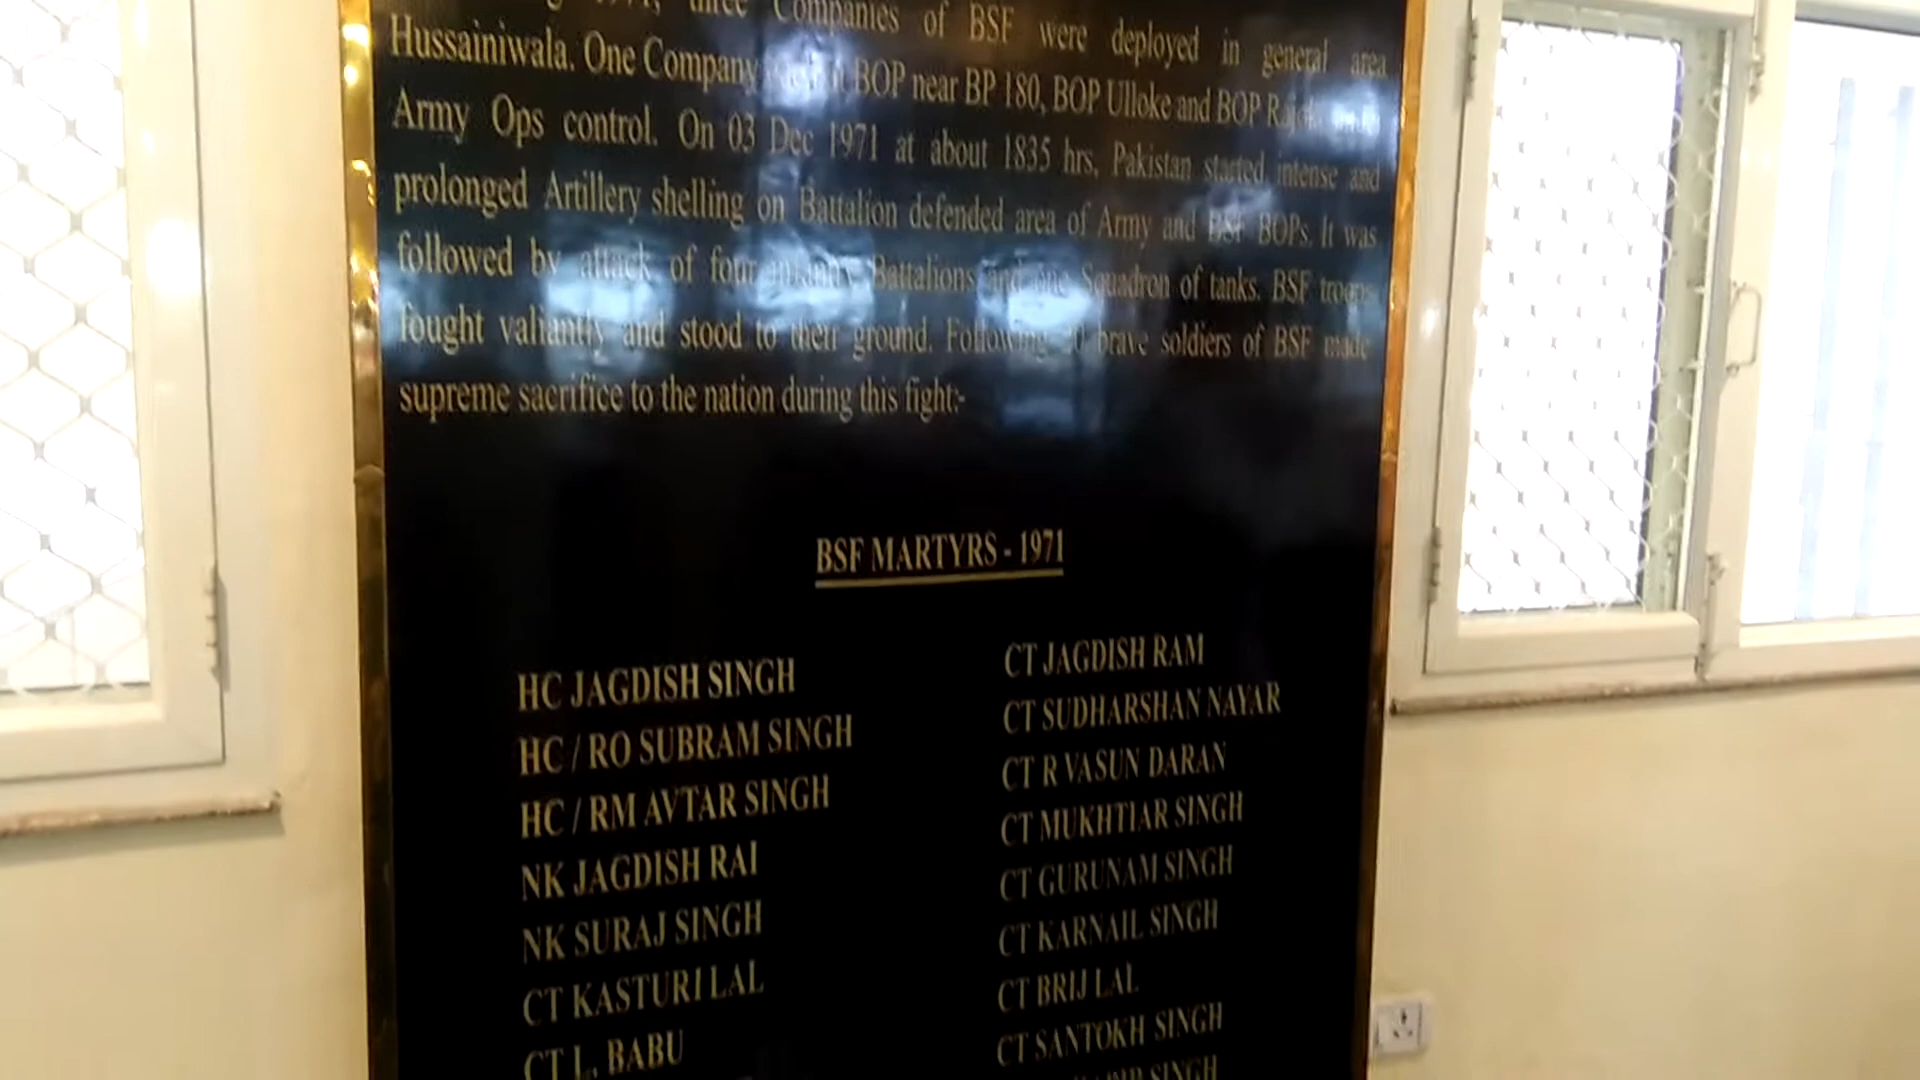 1971, three Companies of BSF were deployed in general area
Hussainiwala. One Company BOP near BP 180, BOP Ulloke and BOP
Army Ops control. On 03 Dec 1971 at about 1835 hrs, Pakistan started intense and
prolonged Artillery shelling on Battalion defended area of Army and BSF BOPs. It was
followed by attack of four Battalions and one Squadron of tanks. BSF troops
fought valiantly and stood to their ground. Following brave soldiers of BSF made
supreme sacrifice to the nation during this fight:-
BSF MARTYRS - 1971
HC JAGDISH SINGH
HC / RO SUBRAM SINGH
HC / RM AVTAR SINGH
NK JAGDISH RAI
NK SURAJ SINGH
CT KASTURI LAL
CT L. BABU
CT JAGDISH RAM
CT SUDHARSHAN NAYAR
CT R VASUN DARAN
CT MUKHTIAR SINGH
CT GURUNAM SINGH
CT KARNAIL SINGH
CT BRIJ LAL
CT SANTOKH SINGH
SINGH